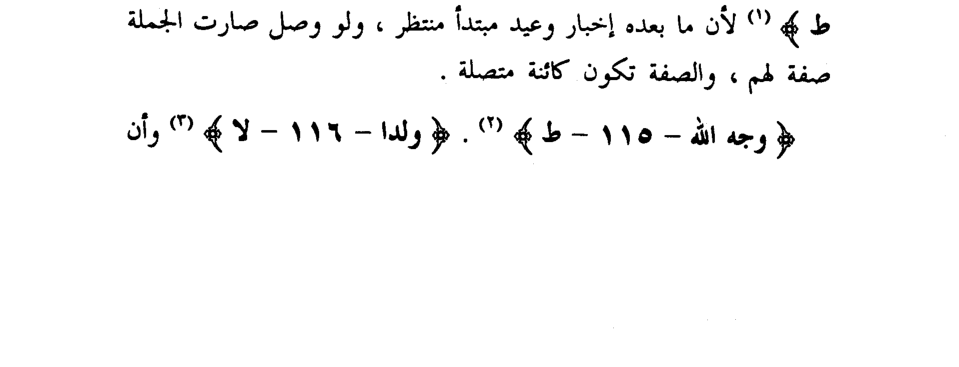 ط ﴾ (١) لأن ما بعده إخبار وعيد مبتدأ منتظر ، ولو وصل صارت الجملة
صفة لهم ، والصفة تكون كائنة متصلة .
﴿ وجه الله – ١١٥ – ط ﴾ (٢) . ﴿ ولدا – ١١٦ – لا ﴾ (٣) وأن